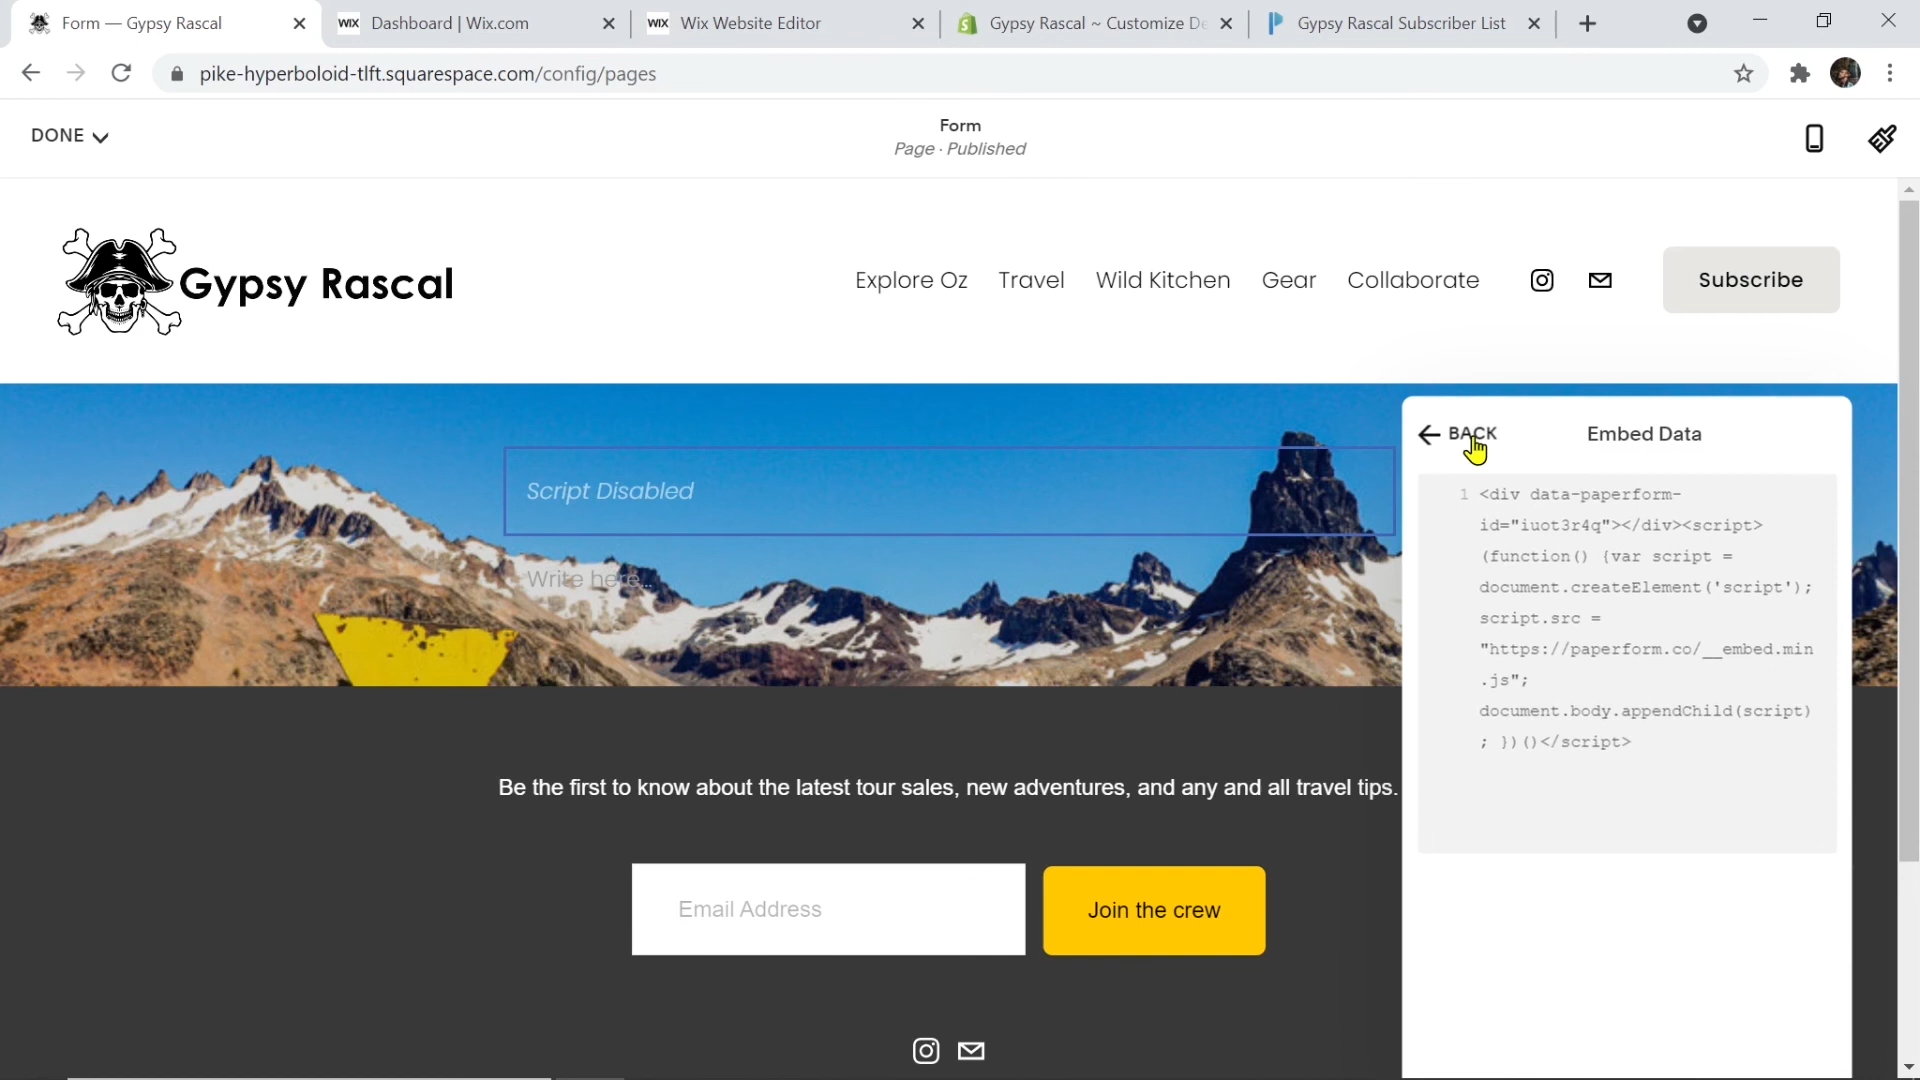 Gypsy Rascal
WIX Dashboard | Wix.com
WIX Wix Website Editor
Gypsy Rascal ~ Customize De
Gypsy Rascal Subscriber List
pike-hyperboloid-tlft.squarespace.com/config/pages
DONE
Form
Page · Published
Gypsy Rascal
Explore Oz Travel Wild Kitchen Gear Collaborate Subscribe
Script Disabled
Write here...
BACK Embed Data
1 <div data-paperform-
id="iuot3r4q"></div><script>
(function() {var script =
document.createElement('script');
script.src =
"https://paperform.co/__embed.min
.js";
document.body.appendChild(script)
; })()</script>
Be the first to know about the latest tour sales, new adventures, and any and all travel tips.
Email Address
Join the crew